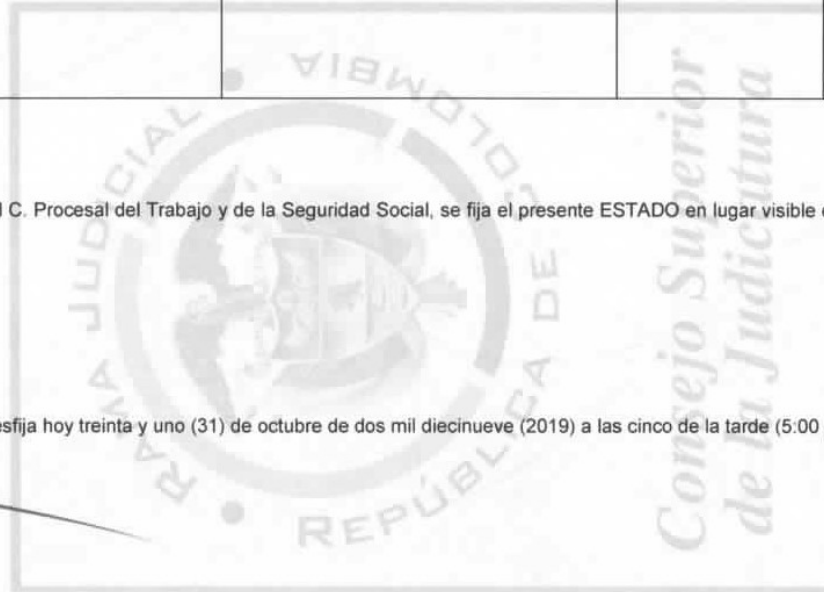 l C. Procesal del Trabajo y de la Seguridad Social, se fija el presente ESTADO en lugar visible
esfija hoy treinta y uno (31) de octubre de dos mil diecinueve (2019) a las cinco de la tarde (5:00
RAMA JUDICIAL
REPÚBLICA DE COLOMBIA
Consejo Superior
de la Judicatura